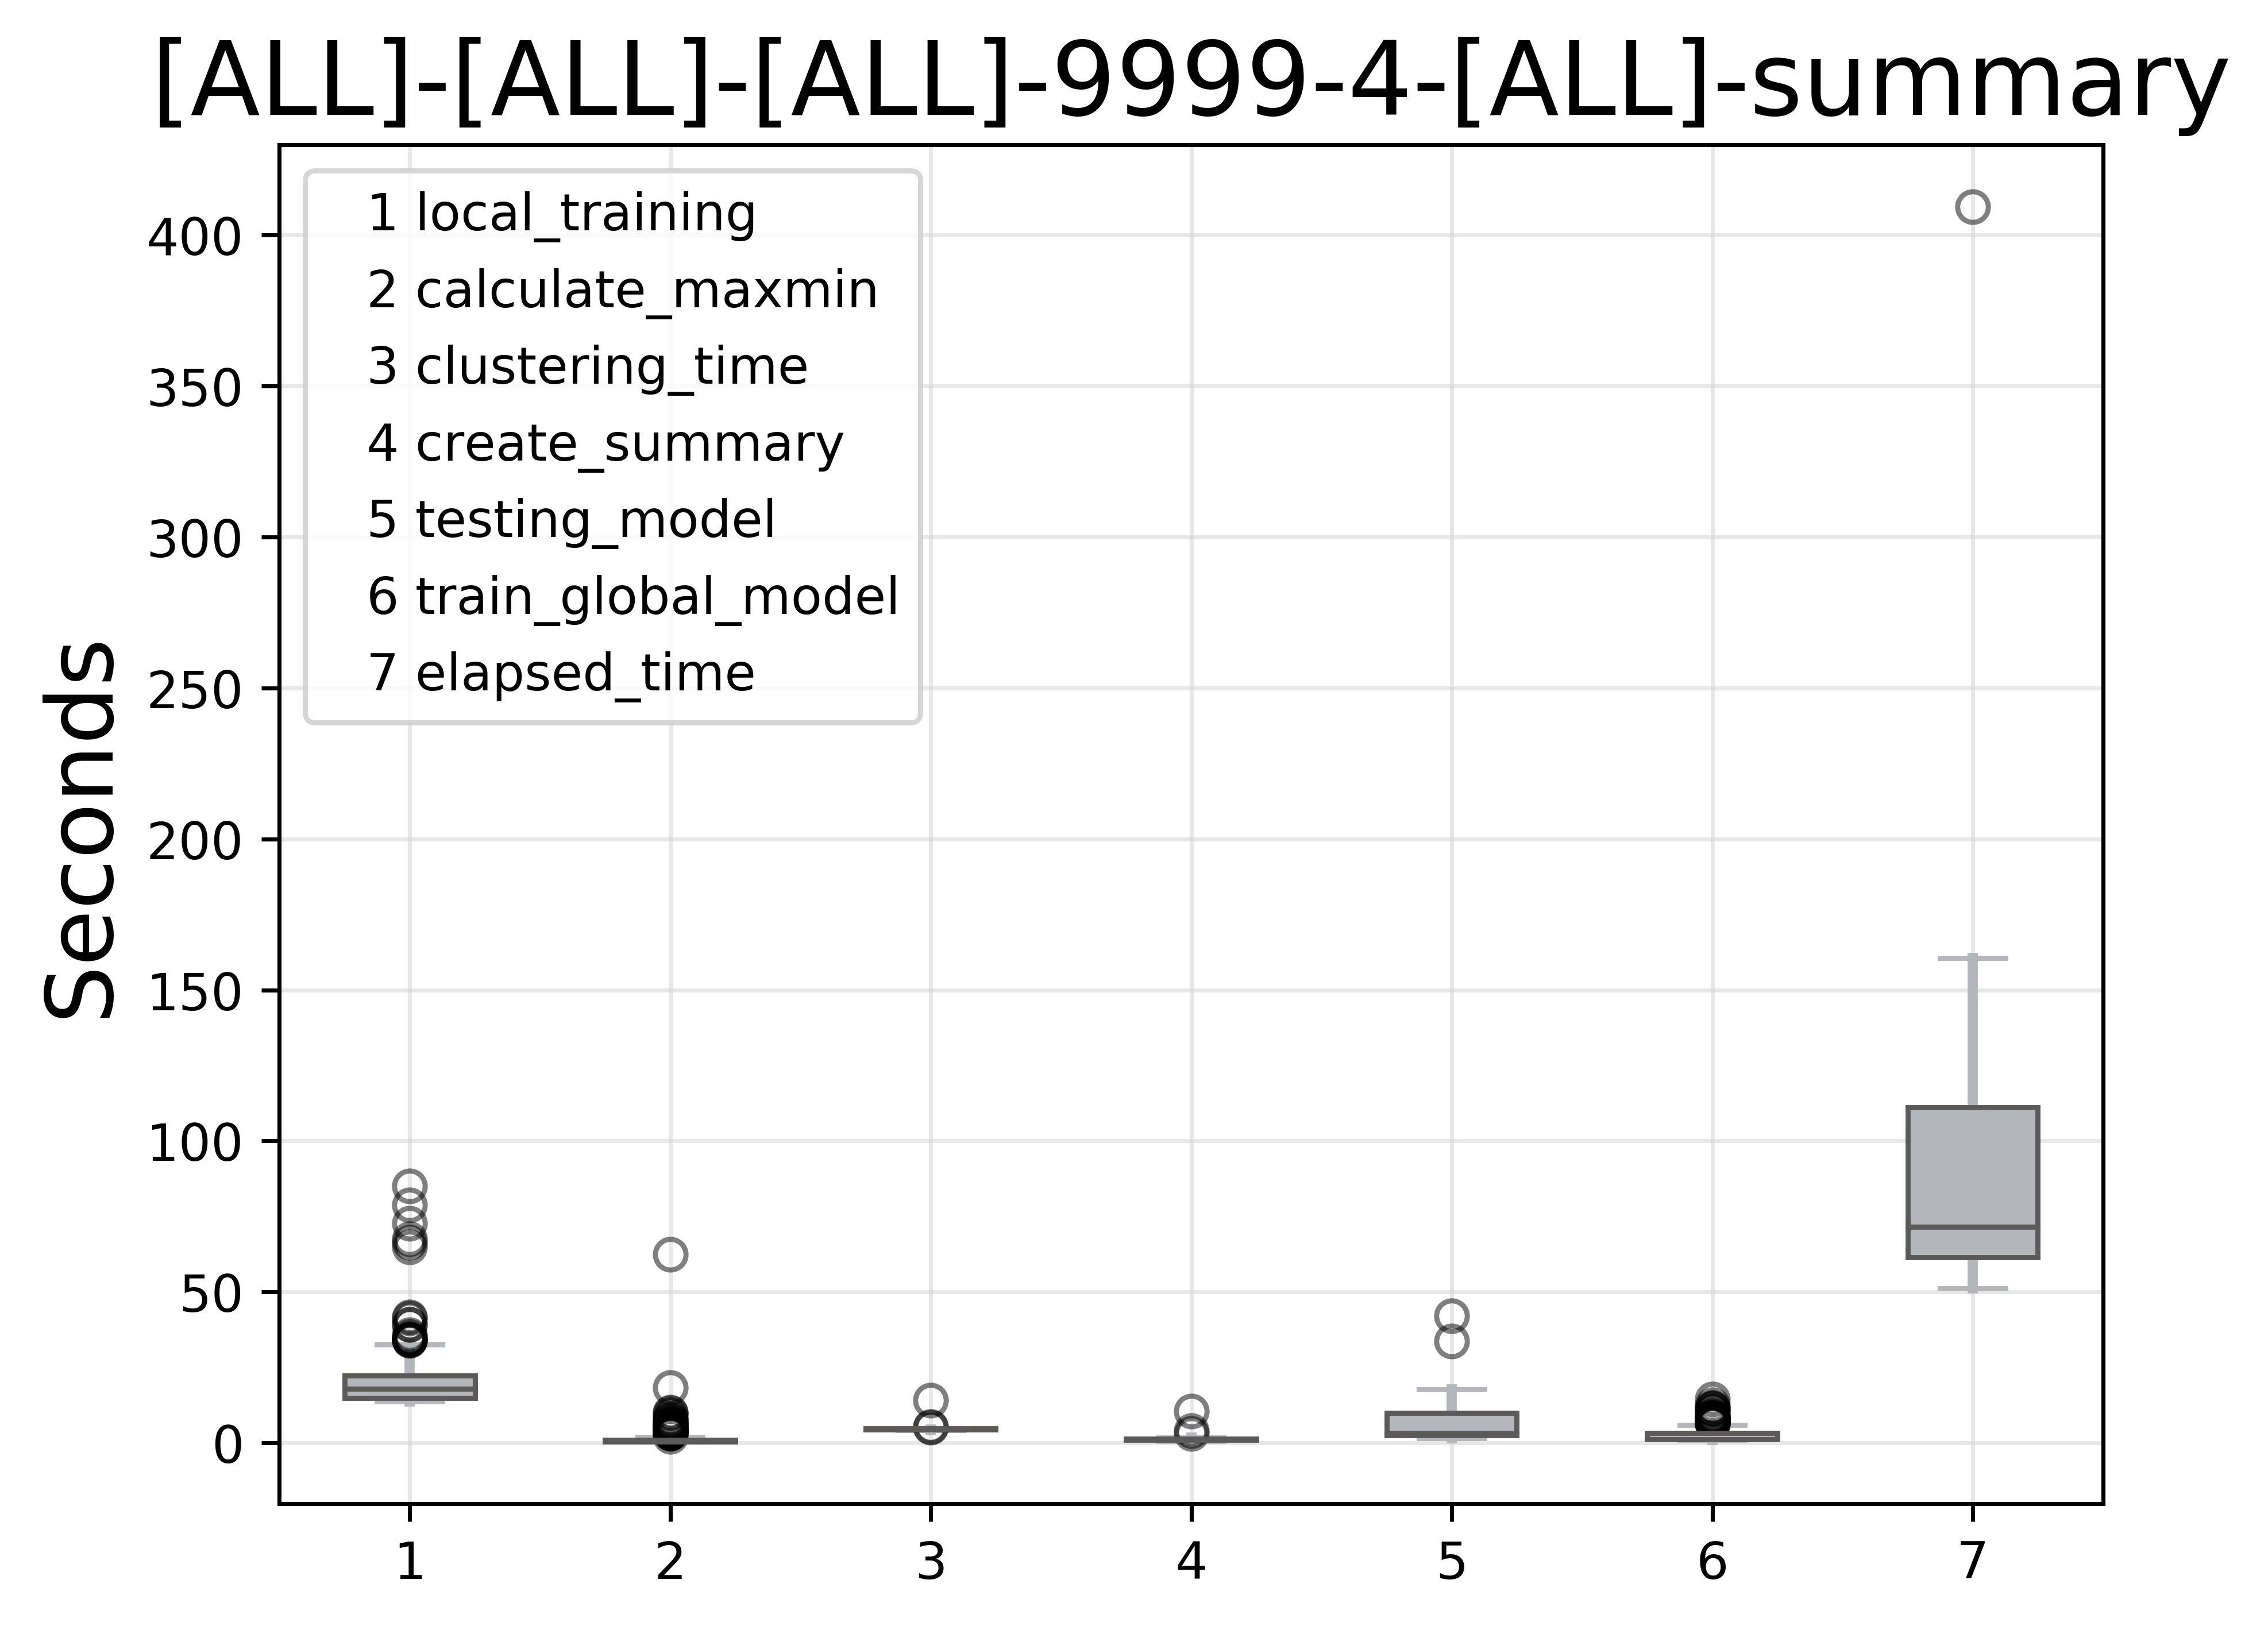 [ALL]-[ALL]-[ALL]-9999-4-[ALL]-summary
1 local_training
2 calculate_maxmin
3 clustering_time
4 create_summary
5 testing_model
6 train_global_model
7 elapsed_time
Seconds
400
350
300
250
200
150
100
50
0
1 2 3 4 5 6 7